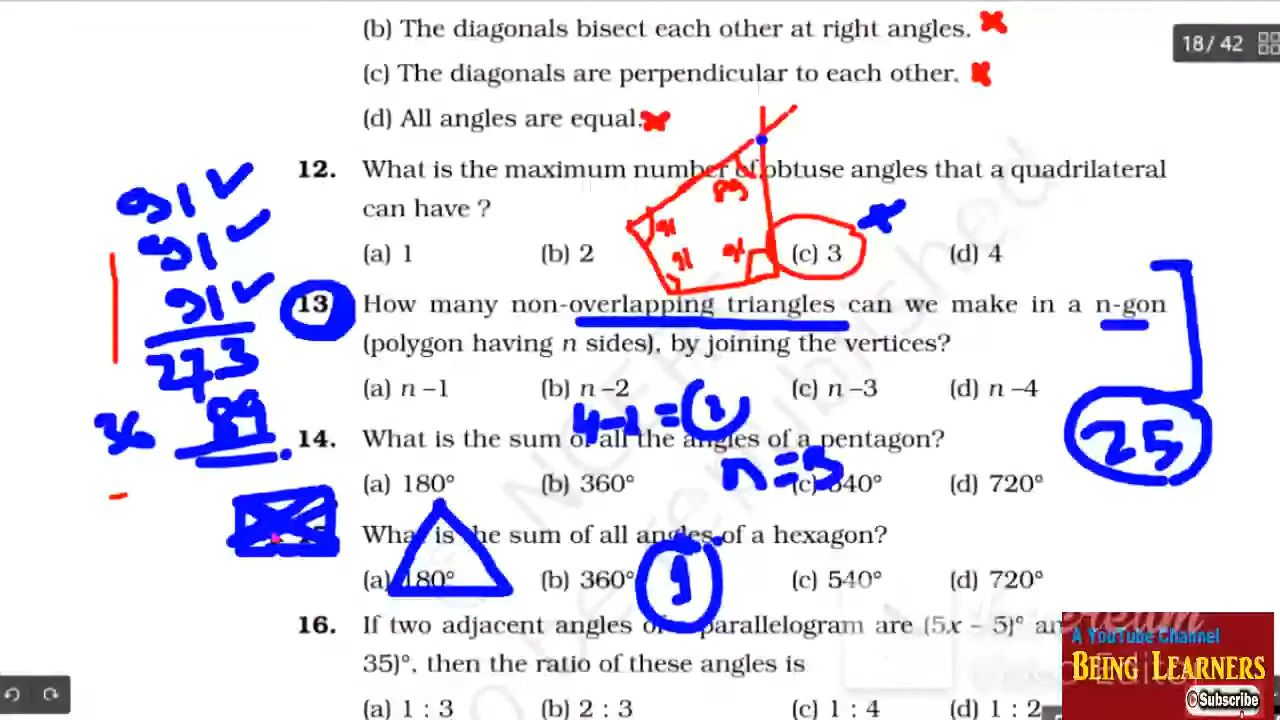 (b) The diagonals bisect each other at right angles.
18 / 42
(c) The diagonals are perpendicular to each other.
(d) All angles are equal.
12. What is the maximum number of obtuse angles that a quadrilateral
can have ?
(a) 1 (b) 2 (c) 3 (d) 4
91
91
91
273
89
89
91
91
13. How many non-overlapping triangles can we make in a n-gon
(polygon having n sides), by joining the vertices?
(a) n –1 (b) n –2 (c) n –3 (d) n –4
25
14. What is the sum of all the angles of a pentagon?
n = 3
(a) 180° (b) 360° (c) 540° (d) 720°
What is the sum of all angles of a hexagon?
(a) 180° (b) 360° (c) 540° (d) 720°
1
16. If two adjacent angles of parallelogram are (5x – 5)°
35)°, then the ratio of these angles is
(a) 1 : 3 (b) 2 : 3 (c) 1 : 4 (d) 1 : 2
A YouTube Channel
BEING LEARNERS
Subscribe